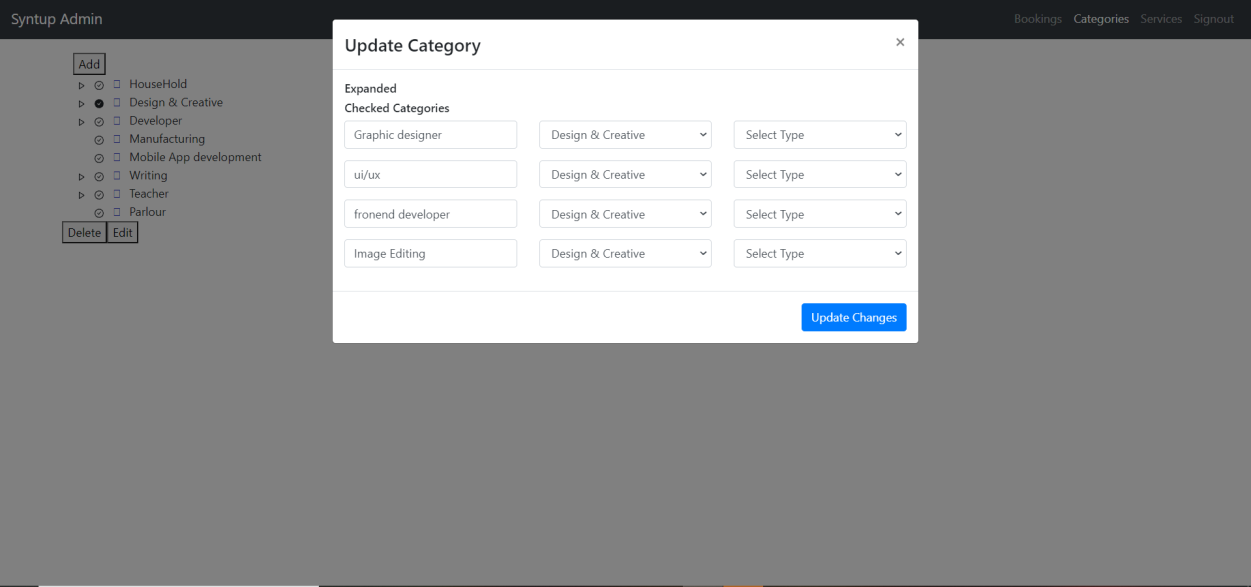 Syntup Admin
Bookings Categories Services Signout
Add
HouseHold
Design & Creative
Developer
Manufacturing
Mobile App development
Writing
Teacher
Parlour
Delete Edit
Update Category ×
Expanded
Checked Categories
Graphic designer Design & Creative Select Type
ui/ux Design & Creative Select Type
fronend developer Design & Creative Select Type
Image Editing Design & Creative Select Type
Update Changes